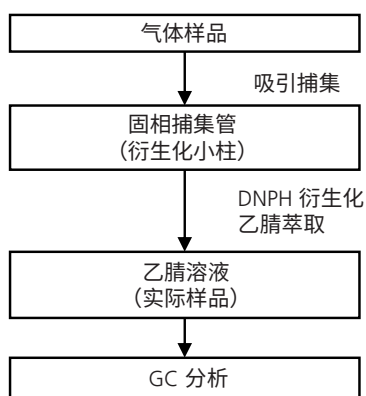 气体样品
吸引捕集
固相捕集管
（衍生化小柱）
DNPH 衍生化
乙腈萃取
乙腈溶液
（实际样品）
GC 分析